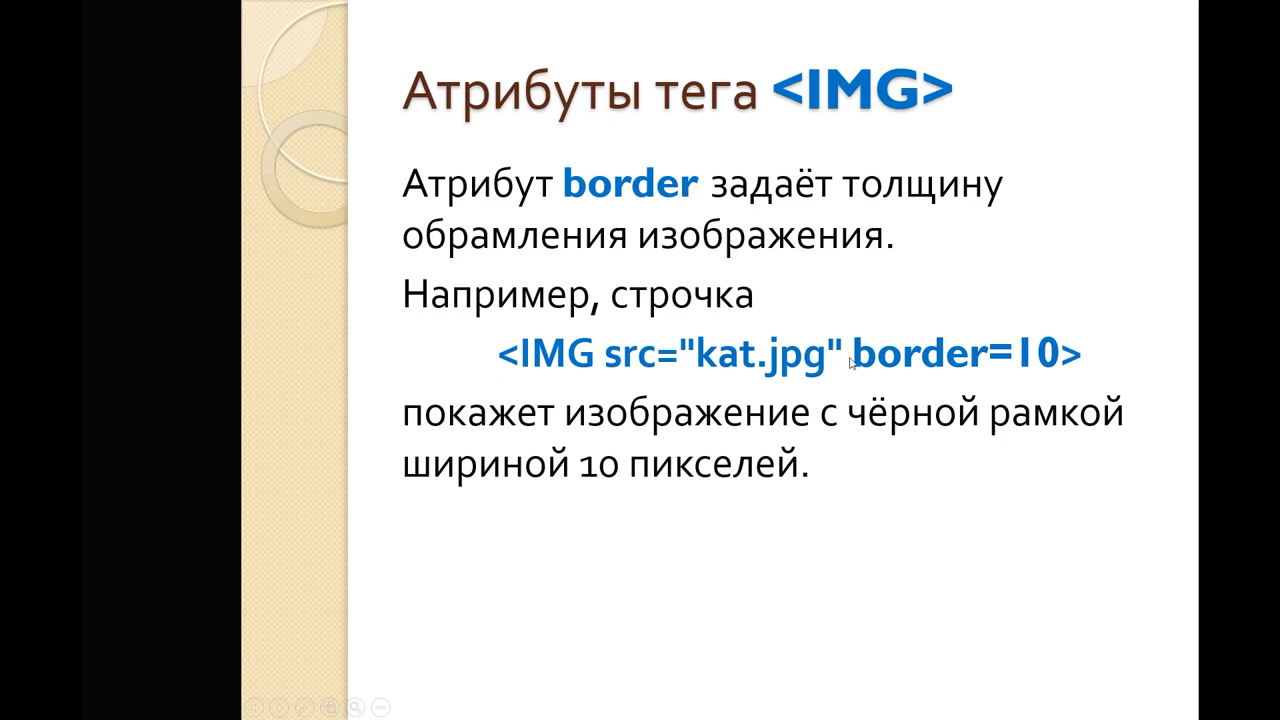 Атрибуты тега <IMG>
Атрибут border задаёт толщину
обрамления изображения.
Например, строчка
<IMG src="kat.jpg" border=10>
покажет изображение с чёрной рамкой
шириной 10 пикселей.